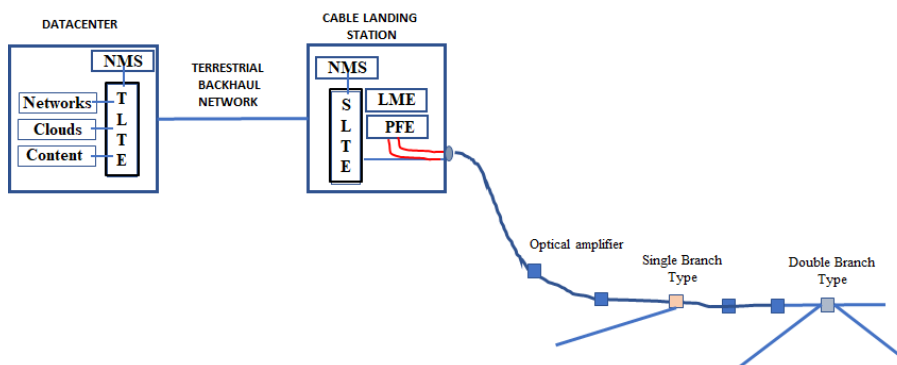 DATACENTER
NMS
Networks
Clouds
Content
T
L
T
E
TERRESTRIAL
BACKHAUL
NETWORK
CABLE LANDING
STATION
NMS
S
L
T
E
LME
PFE
Optical amplifier
Single Branch
Type
Double Branch
Type